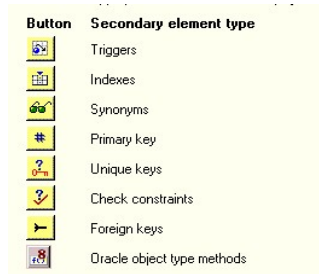 Button Secondary element type
Triggers
Indexes
Synonyms
# Primary key
? Unique keys
? Check constraints
Foreign keys
8 Oracle object type methods